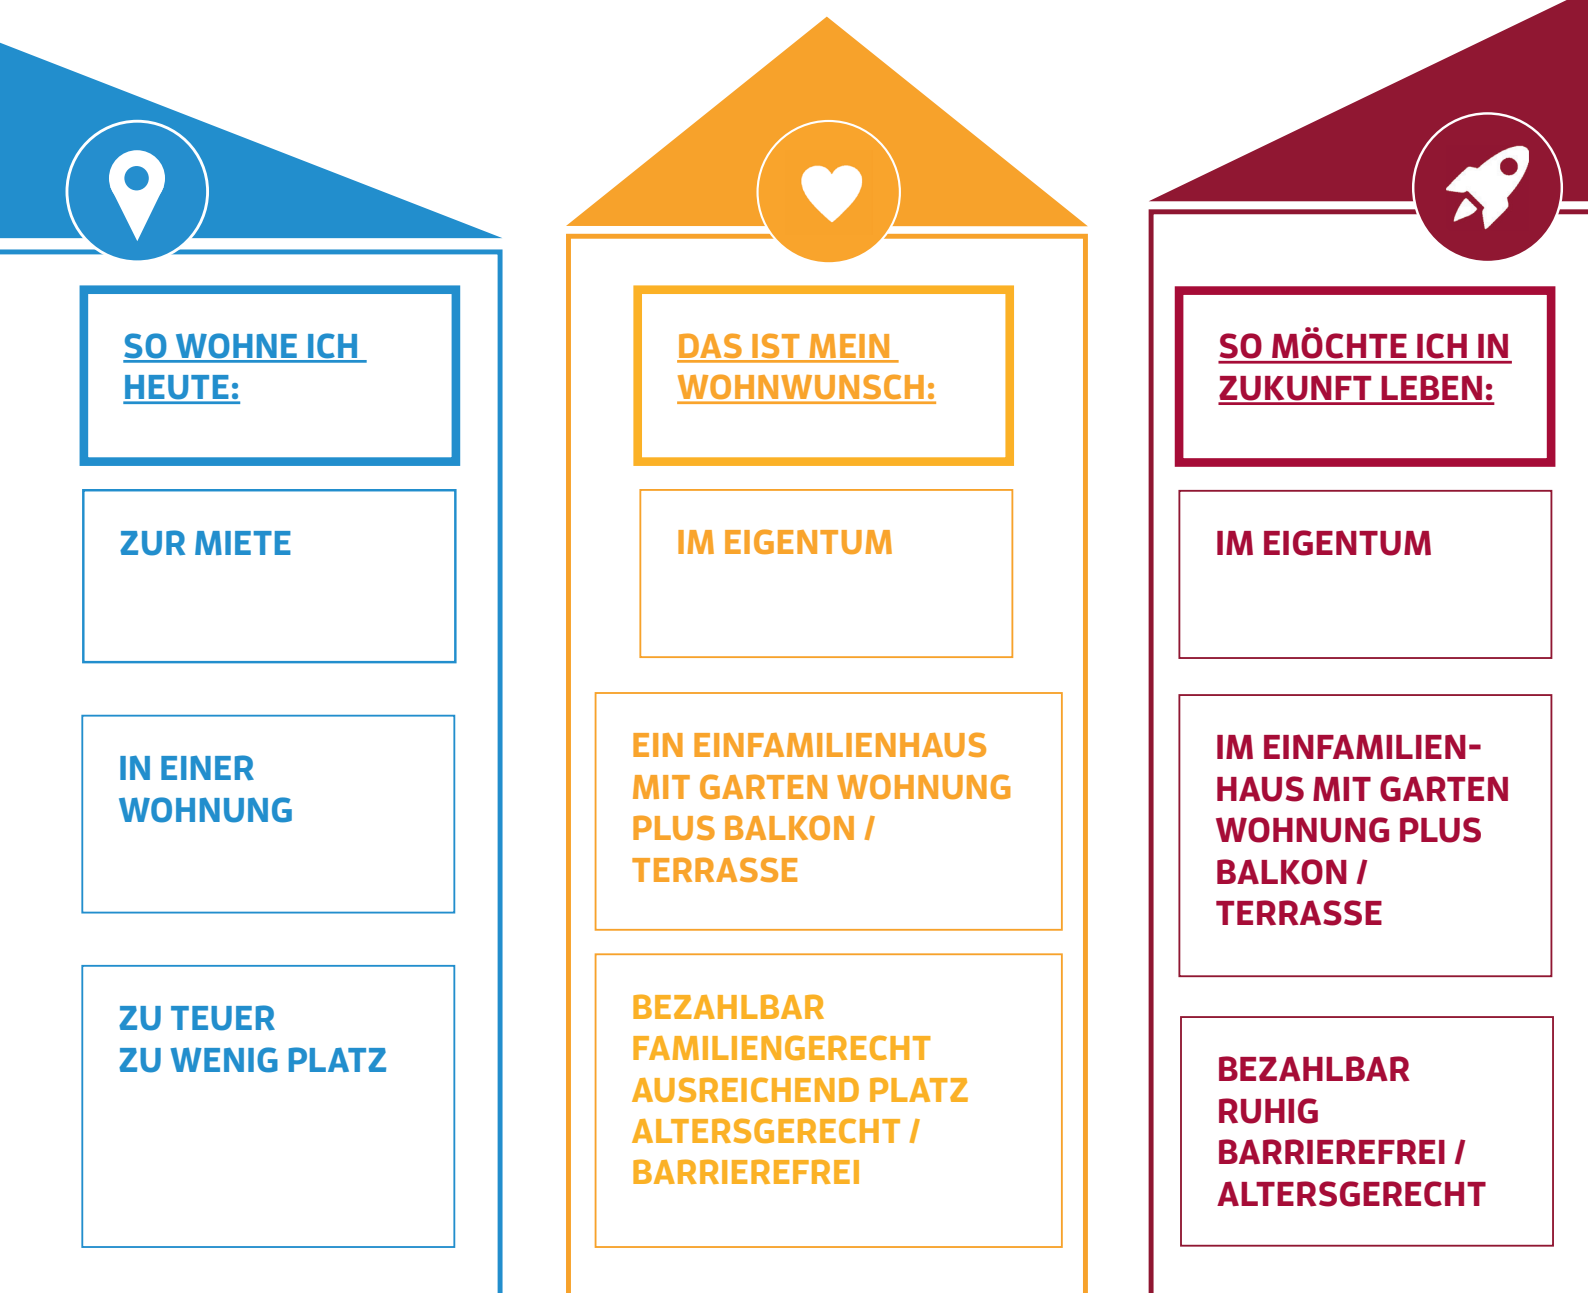 SO WOHNE ICH
HEUTE:
ZUR MIETE
IN EINER
WOHNUNG
ZU TEUER
ZU WENIG PLATZ
DAS IST MEIN
WOHNWUNSCH:
IM EIGENTUM
EIN EINFAMILIENHAUS
MIT GARTEN WOHNUNG
PLUS BALKON /
TERRASSE
BEZAHLBAR
FAMILIENGERECHT
AUSREICHEND PLATZ
ALTERSGERECHT /
BARRIEREFREI
SO MÖCHTE ICH IN
ZUKUNFT LEBEN:
IM EIGENTUM
IM EINFAMILIEN-
HAUS MIT GARTEN
WOHNUNG PLUS
BALKON /
TERRASSE
BEZAHLBAR
RUHIG
BARRIEREFREI /
ALTERSGERECHT